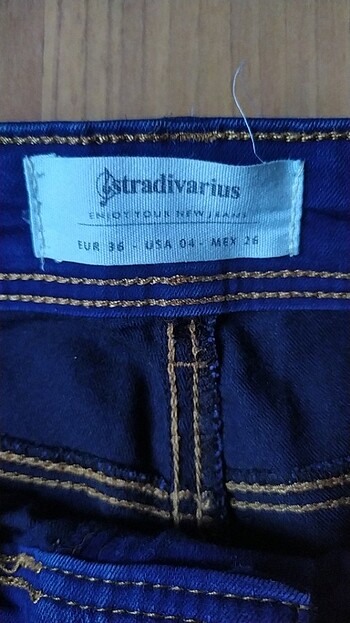 stradivarius
ENJOY YOUR NEW JEANS
EUR 36 - USA 04 - MEX 26